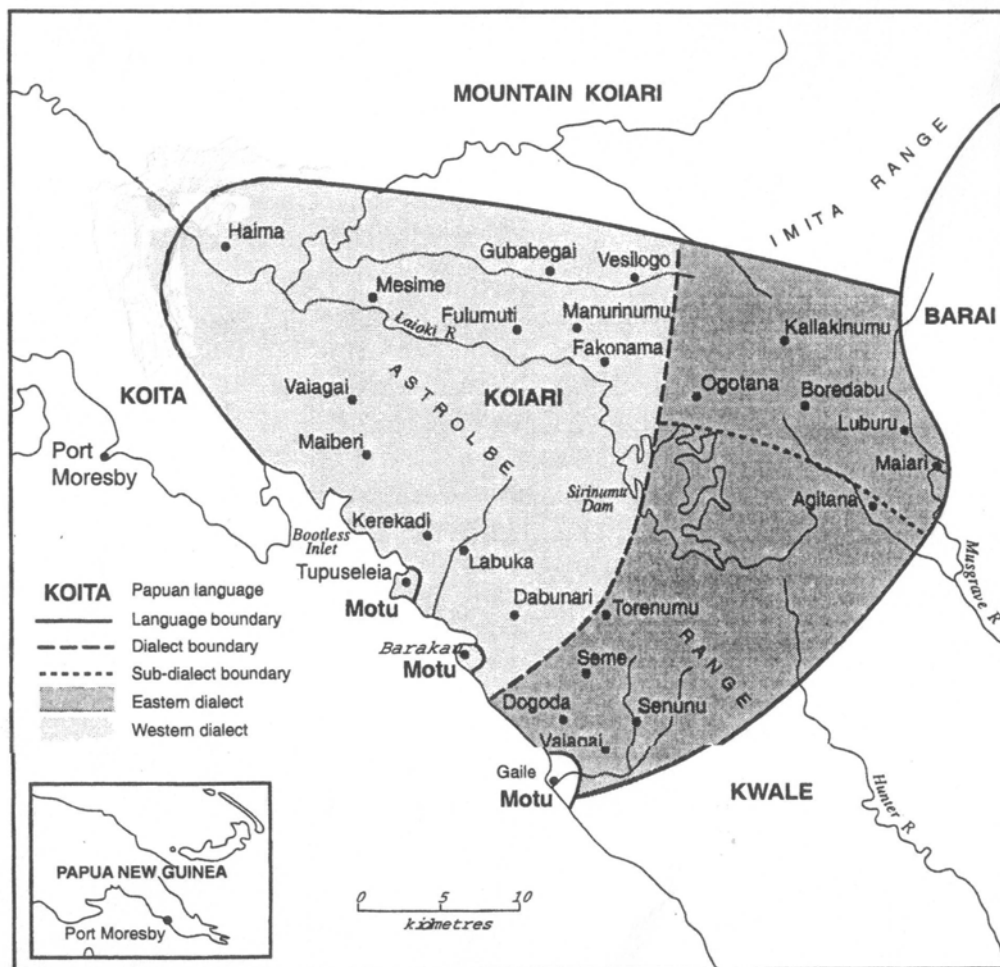 MOUNTAIN KOIARI
IMITA RANGE
Haima
Gubabegai
Vesilogo
Mesime
Fulumuti
Manurinumu
Laloki R
Fakonama
Kailakinumu
BARAI
KOITA
Vaiagai
ASTROLBE
KOIARI
Ogotana
Boredabu
Luburu
Port
Moresby
Maiberi
Maiari
Sirinumu
Dam
Agitana
Kerekadi
Bootless
Inlet
Labuka
Musgrave R
Tupuseleia
Motu
Dabunari
Torenumu
Barakau
Motu
Seme
RANGE
Dogoda
Senunu
Vaiagai
Gaile
Motu
KWALE
Hunter R
KOITA Papuan language
Language boundary
Dialect boundary
Sub-dialect boundary
Eastern dialect
Western dialect
PAPUA NEW GUINEA
Port Moresby
0 5 10
kilometres